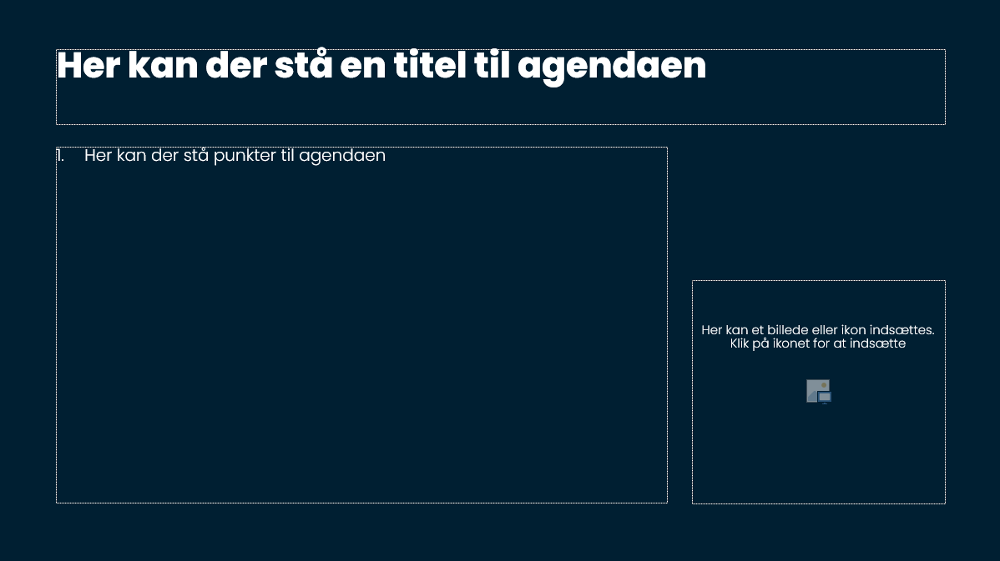 Her kan der stå en titel til agendaen
1. Her kan der stå punkter til agendaen
Her kan et billede eller ikon indsættes.
Klik på ikonet for at indsætte